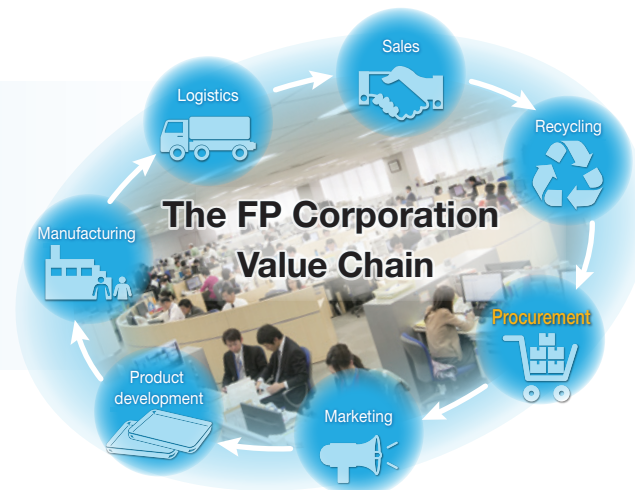 Sales
Logistics
Recycling
The FP Corporation
Value Chain
Manufacturing
Procurement
Product
development
Marketing